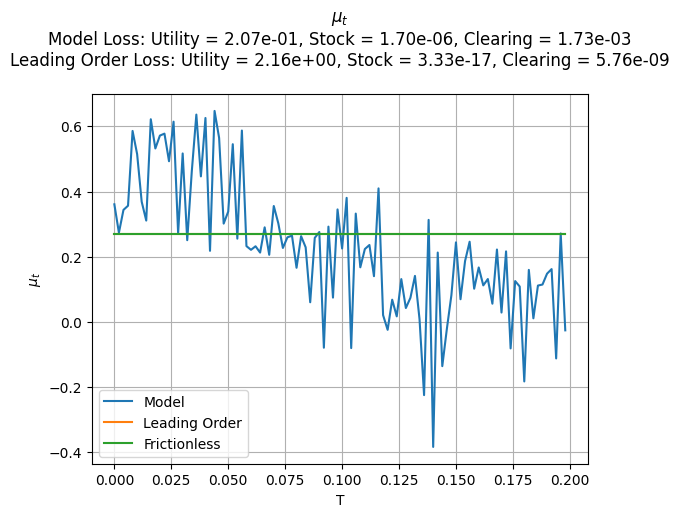 μₜ
Model Loss: Utility = 2.07e-01, Stock = 1.70e-06, Clearing = 1.73e-03
Leading Order Loss: Utility = 2.16e+00, Stock = 3.33e-17, Clearing = 5.76e-09
0.6
0.4
0.2
0.0
−0.2
−0.4
μₜ
Model
Leading Order
Frictionless
0.000 0.025 0.050 0.075 0.100 0.125 0.150 0.175 0.200
T